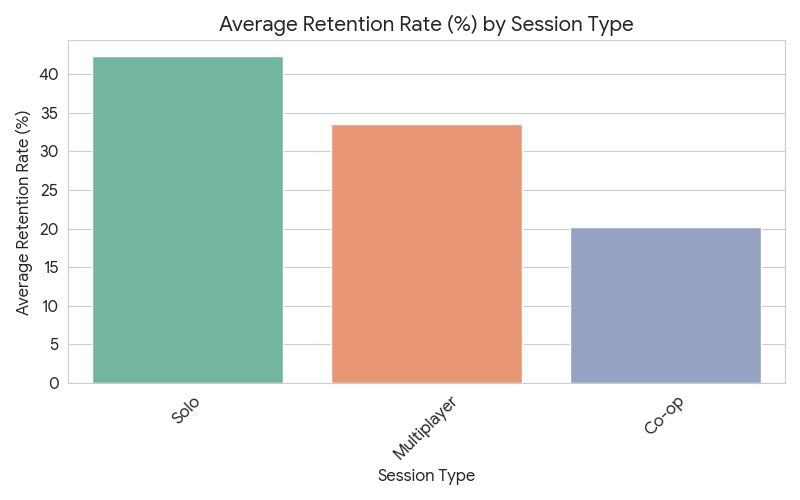 Average Retention Rate (%) by Session Type
Average Retention Rate (%)
40
35
30
25
20
15
10
5
0
Solo
Multiplayer
Co-op
Session Type